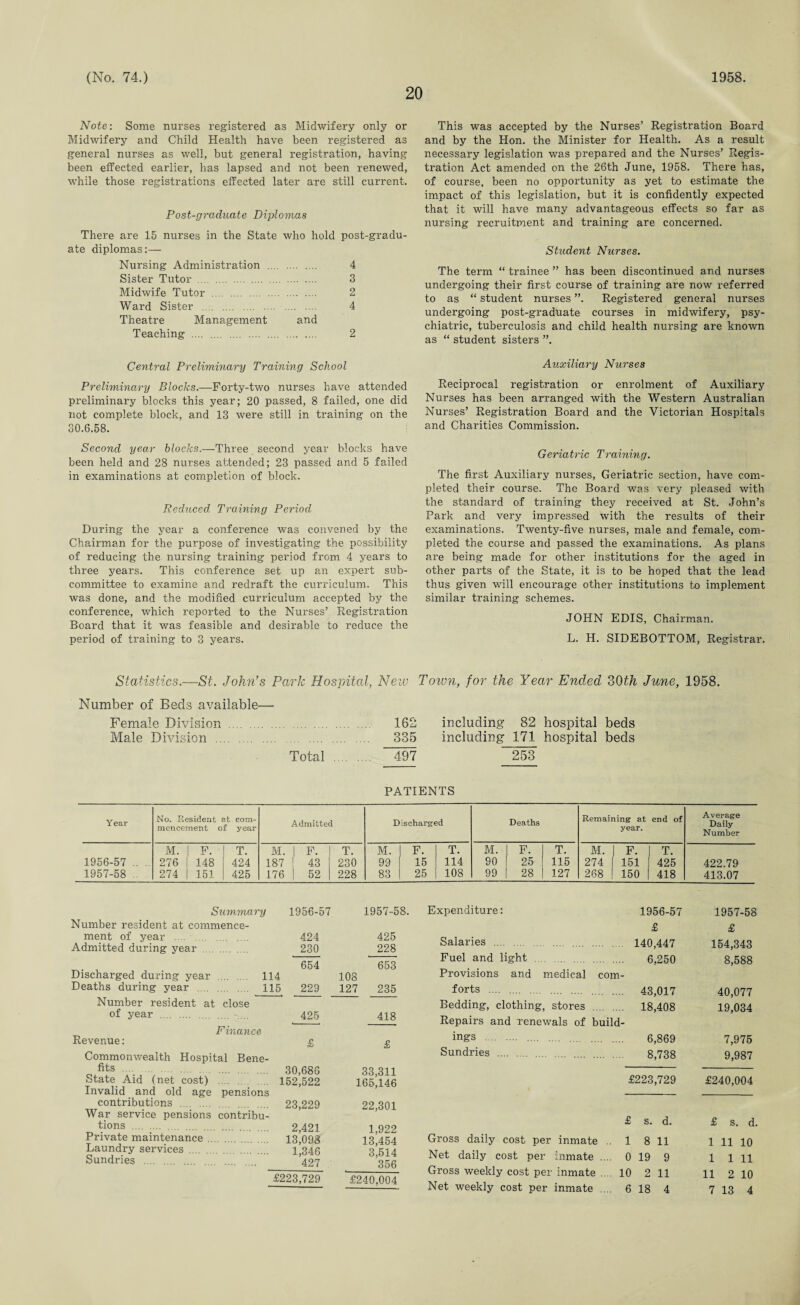 (No. 74.) 1958.
20
Note: Some nurses registered as Midwifery only or
Midwifery and Child Health have been registered as
general nurses as well, but general registration, having
been effected earlier, has lapsed and not been renewed,
while those registrations effected later are still current.
Post-graduate Diplomas
There are 15 nurses in the State who hold post-gradu-
ate diplomas:—
Nursing Administration .... .... .... 4
Sister Tutor .... .... .... .... .... .... 3
Midwife Tutor .... .... .... .... .... 2
Ward Sister .... .... .... .... .... .... 4
Theatre Management and
Teaching .... .... .... .... .... .... 2
Central Preliminary Training School
Preliminary Blocks.—Forty-two nurses have attended
preliminary blocks this year; 20 passed, 8 failed, one did
not complete block, and 13 were still in training on the
30.6.58.
Second year blocks.—Three second year blocks have
been held and 28 nurses attended; 23 passed and 5 failed
in examinations at completion of block.
Reduced Training Period
During the year a conference was convened by the
Chairman for the purpose of investigating the possibility
of reducing the nursing training period from 4 years to
three years. This conference set up an expert sub-
committee to examine and redraft the curriculum. This
was done, and the modified curriculum accepted by the
conference, which reported to the Nurses' Registration
Board that it was feasible and desirable to reduce the
period of training to 3 years.
This was accepted by the Nurses' Registration Board
and by the Hon. the Minister for Health. As a result
necessary legislation was prepared and the Nurses' Regis-
tration Act amended on the 26th June, 1958. There has,
of course, been no opportunity as yet to estimate the
impact of this legislation, but it is confidently expected
that it will have many advantageous effects so far as
nursing recruitment and training are concerned.
Student Nurses.
The term “ trainee ” has been discontinued and nurses
undergoing their first course of training are now referred
to as “ student nurses ”. Registered general nurses
undergoing post-graduate courses in midwifery, psy-
chiatric, tuberculosis and child health nursing are known
as “ student sisters ”.
Auxiliary Nurses
Reciprocal registration or enrolment of Auxiliary
Nurses has been arranged with the Western Australian
Nurses' Registration Board and the Victorian Hospitals
and Charities Commission.
Geriatric Training.
The first Auxiliary nurses, Geriatric section, have com-
pleted their course. The Board was very pleased with
the standard of training they received at St. John's
Park and very impressed with the results of their
examinations. Twenty-five nurses, male and female, com-
pleted the course and passed the examinations. As plans
are being made for other institutions for the aged in
other parts of the State, it is to be hoped that the lead
thus given will encourage other institutions to implement
similar training schemes.
JOHN EDIS, Chairman.
L. H. SIDEBOTTOM, Registrar.
Statistics.—St. John's Park Hospital, New Town, for the Year Ended 30th June, 1958.
Number of Beds available—
Female Division .... .... .... .... .... .... 162 including 82 hospital beds
Male Division .... .... .... .... .... .... 335 including 171 hospital beds
Total .... .... 497 253
PATIENTS
Year | No. Resident at com- mencement of year | Admitted | Discharged | Deaths | Remaining at end of year. | Average Daily Number
M. | F. | T. | M. | F. | T. | M. | F. | T. | M. | F. | T. | M. | F. | T.
1956-57 .. .. 276 | 148 | 424 | 187 | 43 | 230 | 99 | 15 | 114 | 90 | 25 | 115 | 274 | 151 | 425 | 422.79
1957-58 .. 274 | 151 | 425 | 176 | 52 | 228 | 83 | 25 | 108 | 99 | 28 | 127 | 268 | 150 | 418 | 413.07
Summary 1956-57 1957-58.
Number resident at commence-
ment of year .... .... .... .... 424 425
Admitted during year .... .... .... 230 228
654 653
Discharged during year .... .... 114 108
Deaths during year .... .... .... 115 229 127 235
Number resident at close
of year .... .... .... .... .... 425 418
Finance
Revenue: £ £
Commonwealth Hospital Bene-
fits .... .... .... .... .... .... 30,686 33,311
State Aid (net cost) .... .... .... 152,522 165,146
Invalid and old age pensions
contributions .... .... .... .... 23,229 22,301
War service pensions contribu-
tions .... .... .... .... .... .... 2,421 1,922
Private maintenance .... .... .... 13,098 13,454
Laundry services .... .... .... .... 1,346 3,514
Sundries .... .... .... .... .... .... 427 356
£223,729 £240,004
Expenditure: 1956-57 1957-58
£ £
Salaries .... .... .... .... .... .... 140,447 154,343
Fuel and light .... .... .... .... .... 6,250 8,588
Provisions and medical com-
forts .... .... .... .... .... .... 43,017 40,077
Bedding, clothing, stores .... .... 18,408 19,034
Repairs and renewals of build-
ings .... .... .... .... .... .... 6,869 7,975
Sundries .... .... .... .... .... .... 8,738 9,987
£223,729 £240,004
£ s. d. £ s. d.
Gross daily cost per inmate .. 1 8 11 1 11 10
Net daily cost per inmate .... 0 19 9 1 1 11
Gross weekly cost per inmate .... 10 2 11 11 2 10
Net weekly cost per inmate .... 6 18 4 7 13 4